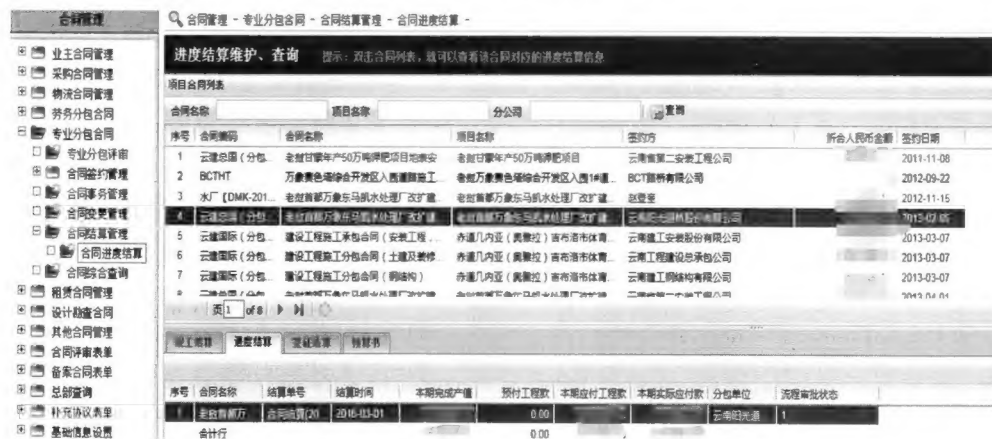 合同管理
合同管理 - 专业分包合同 - 合同结算管理 - 合同进度结算 -
业主合同管理
采购合同管理
物流合同管理
劳务分包合同
专业分包合同
专业分包评审
合同签约管理
合同事务管理
合同变更管理
合同结算管理
合同进度结算
合同综合查询
租赁合同管理
设计勘查合同
其他合同管理
合同评审表单
备案合同表单
总部查询
补充协议表单
基础信息设置
进度结算维护、查询 提示：双击合同列表，就可以查看该合同对应的进度结算信息
项目合同列表
合同名称 项目名称 分公司 查询
序号 合同编码 合同名称 项目名称 签约方 折合人民币金额 签约日期
1 云建总国（分包... 老挝甘蒙年产50万吨钾肥项目地表安 老挝甘蒙年产50万吨钾肥项目 云南省第二安装工程公司 2011-11-08
2 BCTHT 万象赛色塔综合开发区入园道路施工... 老挝万象赛色塔综合开发区入园1#道... BCT路桥有限公司 2012-09-22
3 水厂【DMK-201... 老挝首都万象东马凯水处理厂改扩建... 老挝首都万象东马凯水处理厂改扩建... 赵登奎 2012-11-15
4 云建总国（分包... 老挝首都万象东马凯水处理厂改扩建... 老挝首都万象东马凯水处理厂改扩建... 云南阳光道桥股份有限公司 2013-02-06
5 云建国际（分包... 建设工程施工承包合同（安装工程... 赤道几内亚（奥雅拉）吉布洛市体育... 云南建工安装股份有限公司 2013-03-07
6 云建国际（分包... 建设工程施工分包合同（土建及装修... 赤道几内亚（奥雅拉）吉布洛市体育... 云南工程建设总承包公司 2013-03-07
7 云建国际（分包... 建设工程施工分包合同（钢结构） 赤道几内亚（奥雅拉）吉布洛市体育... 云南建工钢结构有限公司 2013-03-07
8 2013-04-01
页 1 of 8
竣工结算 进度结算 变更结算 预算书
序号 合同名称 结算单号 结算时间 本期完成产值 预付工程款 本期应付工程款 本期实际应付款 分包单位 流程审批状态
1 老挝首都万 合同结算(20 2016-03-01 0.00 云南阳光道 1
合计行 0.00